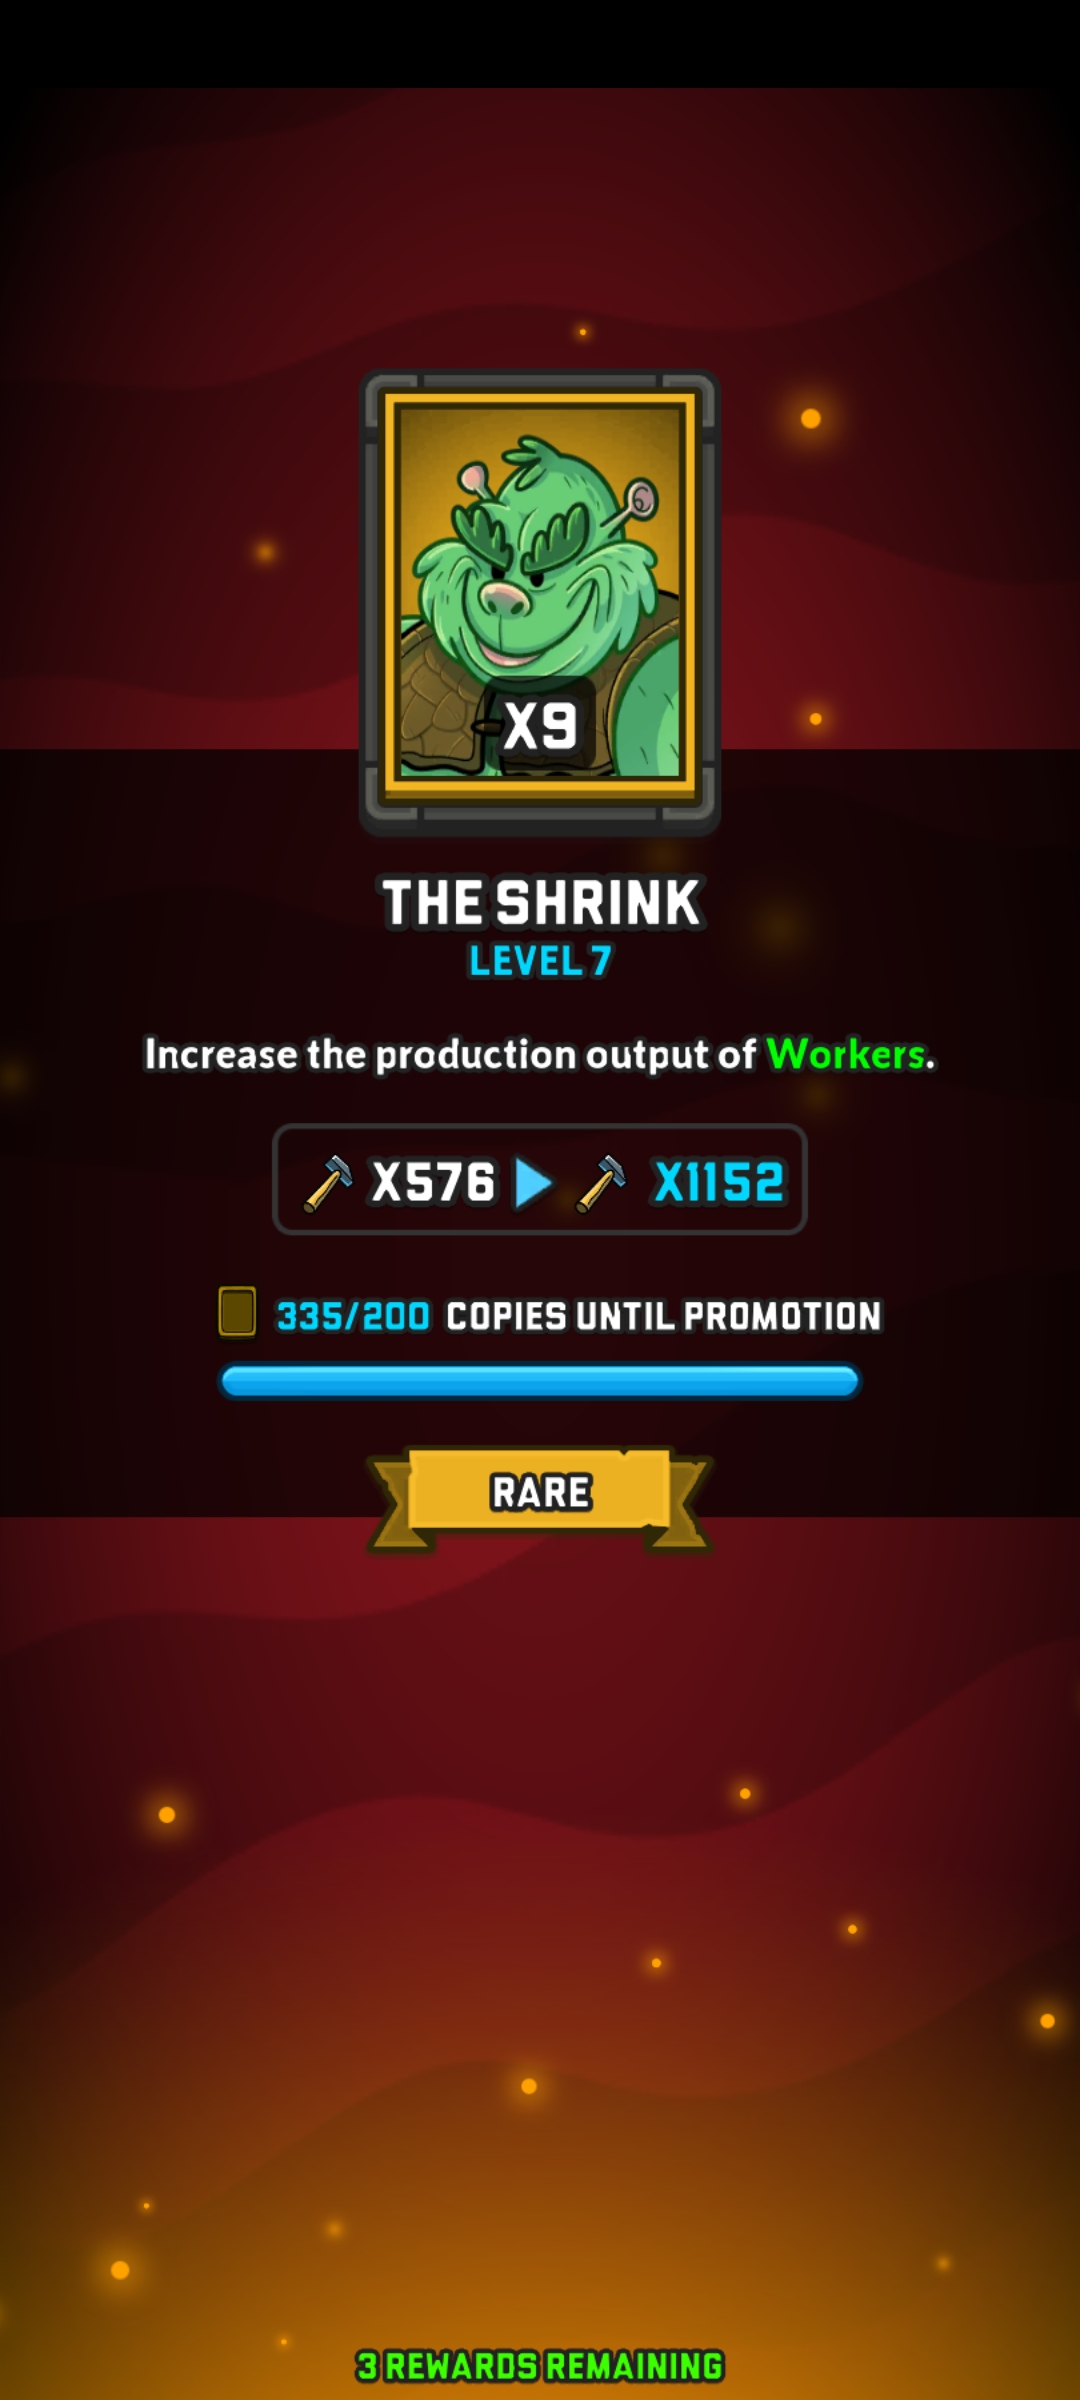 X9
THE SHRINK
LEVEL 7
Increase the production output of Workers.
X576 X1152
335/200 COPIES UNTIL PROMOTION
RARE
3 REWARDS REMAINING